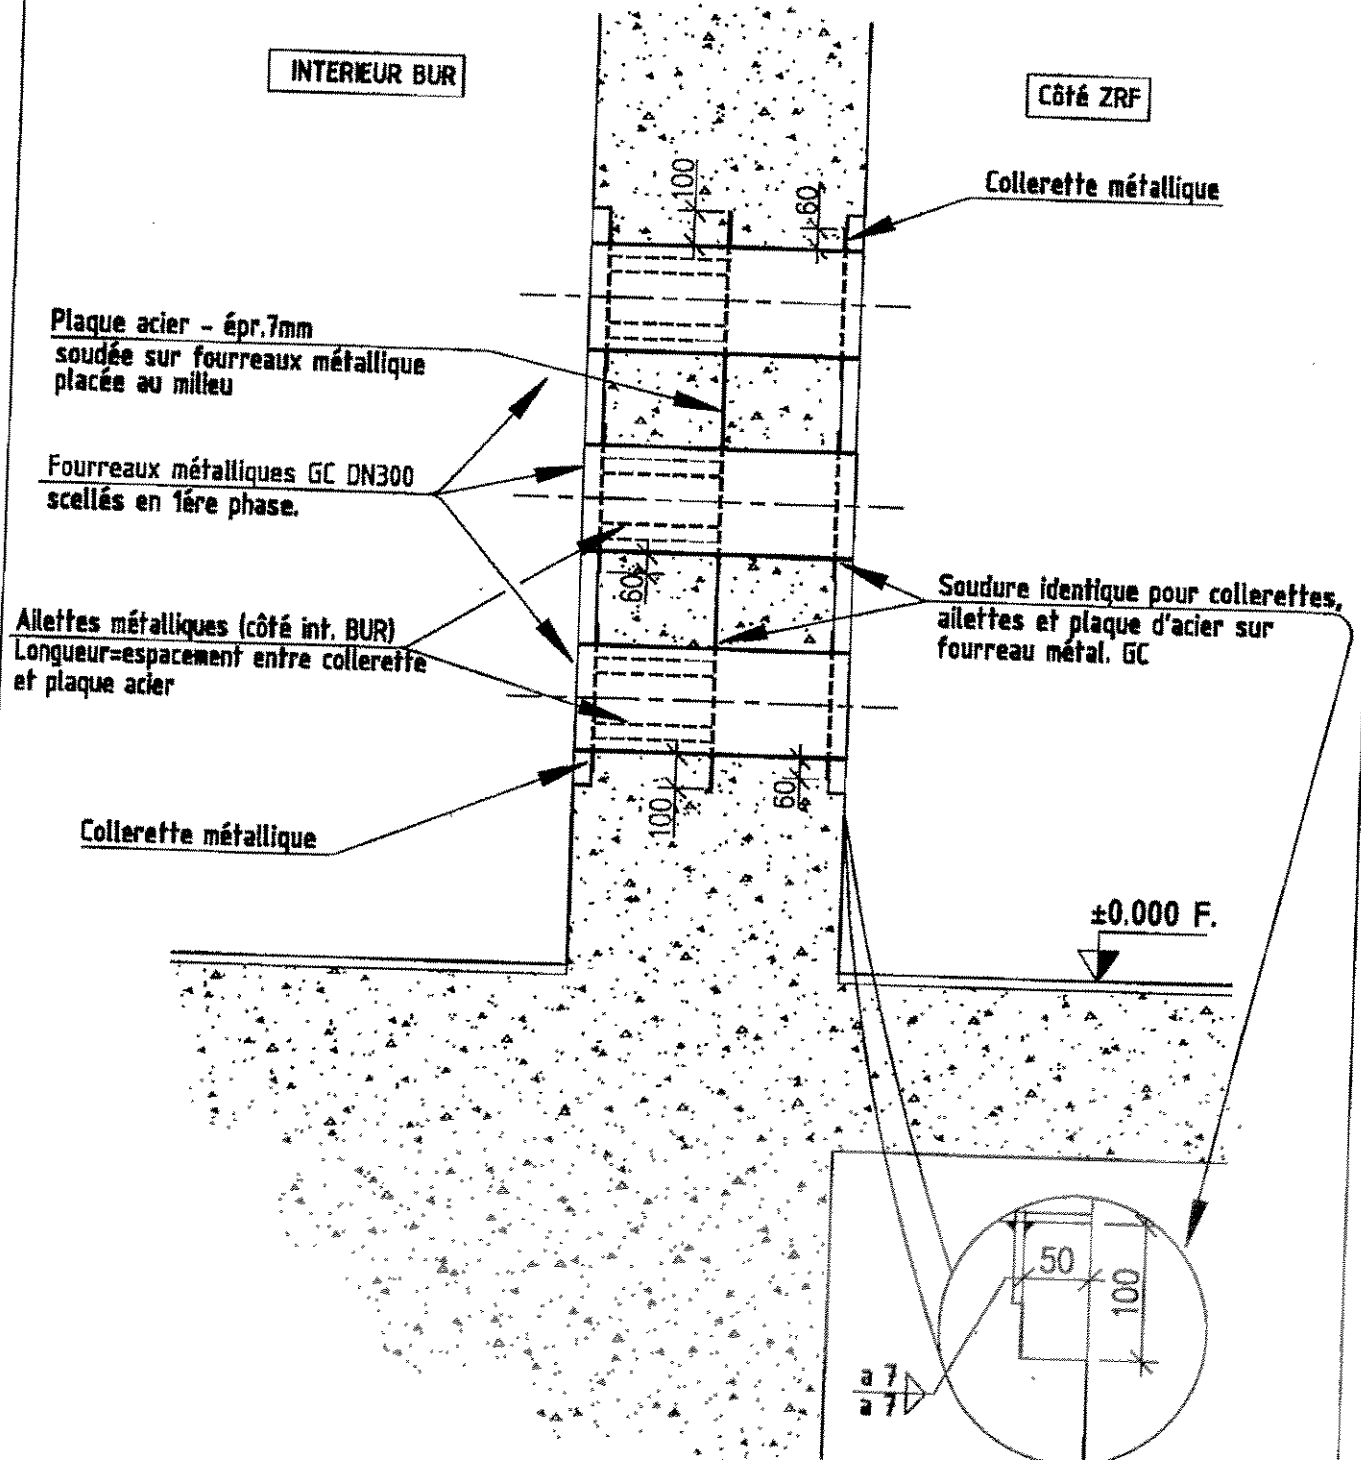 INTERIEUR BUR
Côté ZRF
Collerette métallique
100
60
Plaque acier - épr.7mm
soudée sur fourreaux métallique
placée au milieu
Fourreaux métalliques GC DN300
scellés en 1ére phase.
60
Ailettes métalliques (côté int. BUR)
Longueur=espacement entre collerette
et plaque acier
Soudure identique pour collerettes,
ailettes et plaque d'acier sur
fourreau métal. GC
100
60
Collerette métallique
±0.000 F.
50
100
a 7
a 7